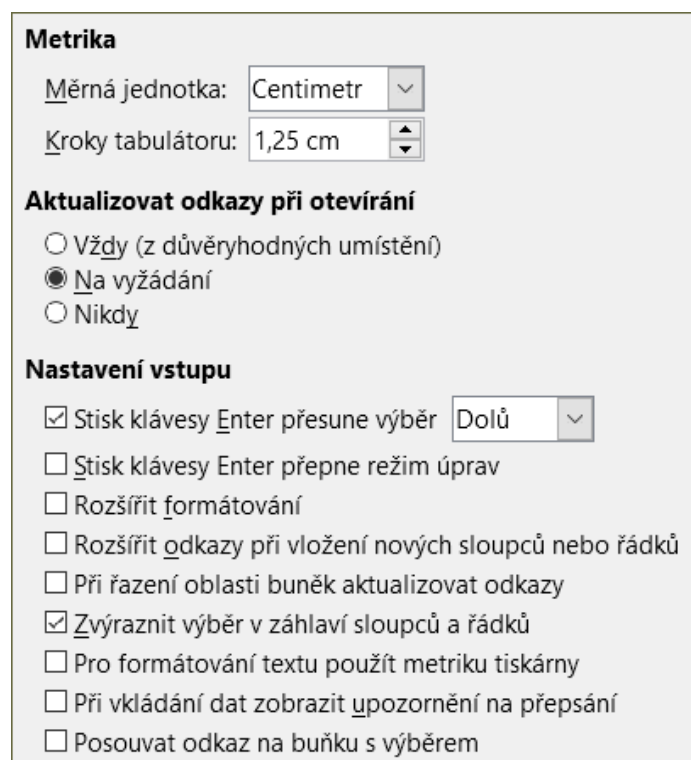 Metrika
Měrná jednotka: Centimetr
Kroky tabulátoru: 1,25 cm
Aktualizovat odkazy při otevírání
Vždy (z důvěryhodných umístění)
Na vyžádání
Nikdy
Nastavení vstupu
Stisk klávesy Enter přesune výběr Dolů
Stisk klávesy Enter přepne režim úprav
Rozšířit formátování
Rozšířit odkazy při vložení nových sloupců nebo řádků
Při řazení oblasti buněk aktualizovat odkazy
Zvýraznit výběr v záhlaví sloupců a řádků
Pro formátování textu použít metriku tiskárny
Při vkládání dat zobrazit upozornění na přepsání
Posouvat odkaz na buňku s výběrem